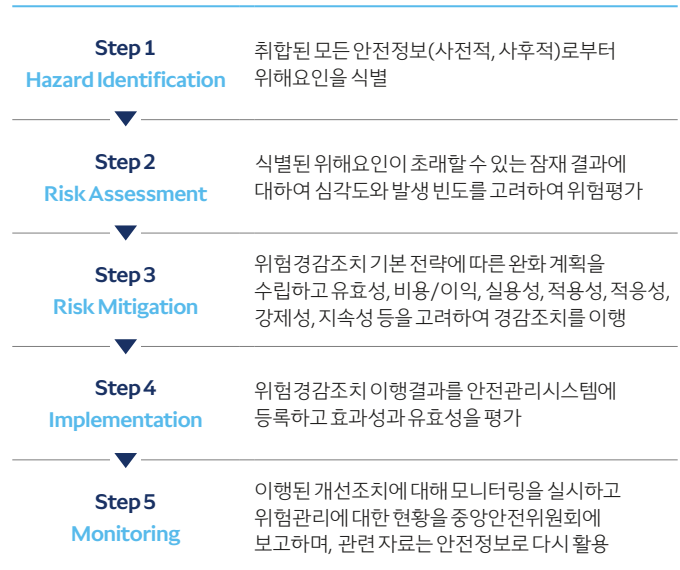 Step 1
Hazard Identification
취합된 모든 안전정보(사전적, 사후적)로부터
위해요인을 식별
Step 2
Risk Assessment
식별된 위해요인이 초래할 수 있는 잠재 결과에
대하여 심각도와 발생 빈도를 고려하여 위험평가
Step 3
Risk Mitigation
위험경감조치 기본 전략에 따른 완화 계획을
수립하고 유효성, 비용/이익, 실용성, 적용성, 적응성,
강제성, 지속성 등을 고려하여 경감조치를 이행
Step 4
Implementation
위험경감조치 이행결과를 안전관리시스템에
등록하고 효과성과 유효성을 평가
Step 5
Monitoring
이행된 개선조치에 대해 모니터링을 실시하고
위험관리에 대한 현황을 중앙안전위원회에
보고하며, 관련 자료는 안전정보로 다시 활용